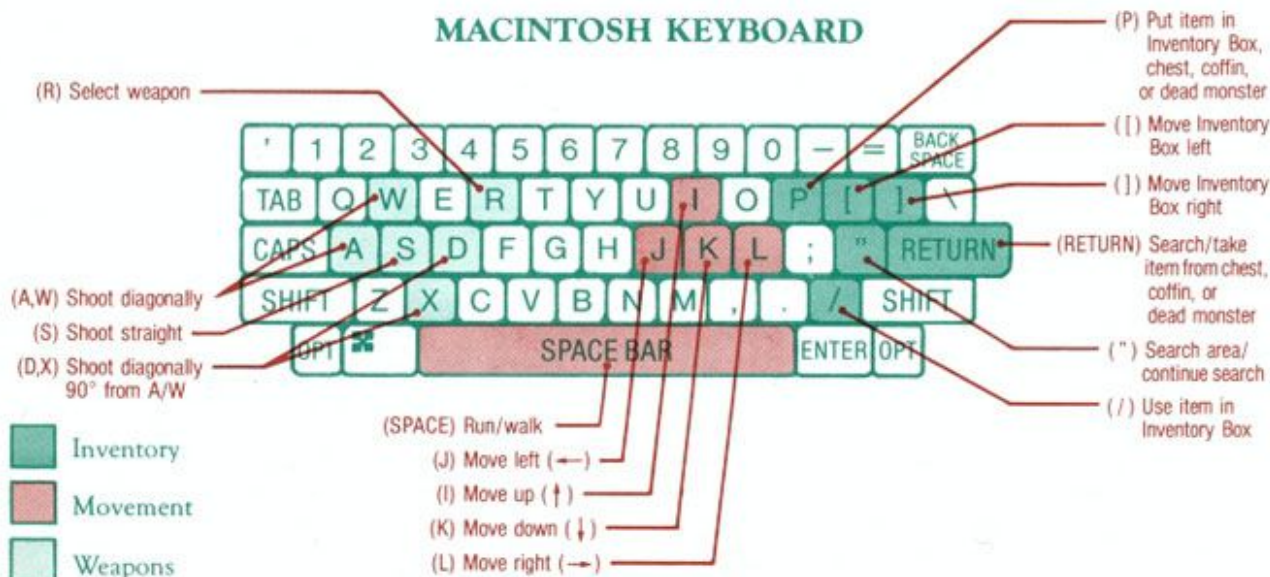 MACINTOSH KEYBOARD
(R) Select weapon
(P) Put item in
Inventory Box,
chest, coffin,
or dead monster
([) Move Inventory
Box left
(]) Move Inventory
Box right
(RETURN) Search/take
item from chest,
coffin, or
dead monster
(") Search area/
continue search
(/) Use item in
Inventory Box
' 1 2 3 4 5 6 7 8 9 0 — = BACK SPACE
TAB Q W E R T Y U I O P [ ] \
CAPS A S D F G H J K L ; " RETURN
SHIFT Z X C V B N M , . / SHIFT
OPT ⌘ SPACE BAR ENTER OPT
(A,W) Shoot diagonally
(S) Shoot straight
(D,X) Shoot diagonally
90° from A/W
(SPACE) Run/walk
(J) Move left (←)
(I) Move up (↑)
(K) Move down (↓)
(L) Move right (→)
Inventory
Movement
Weapons